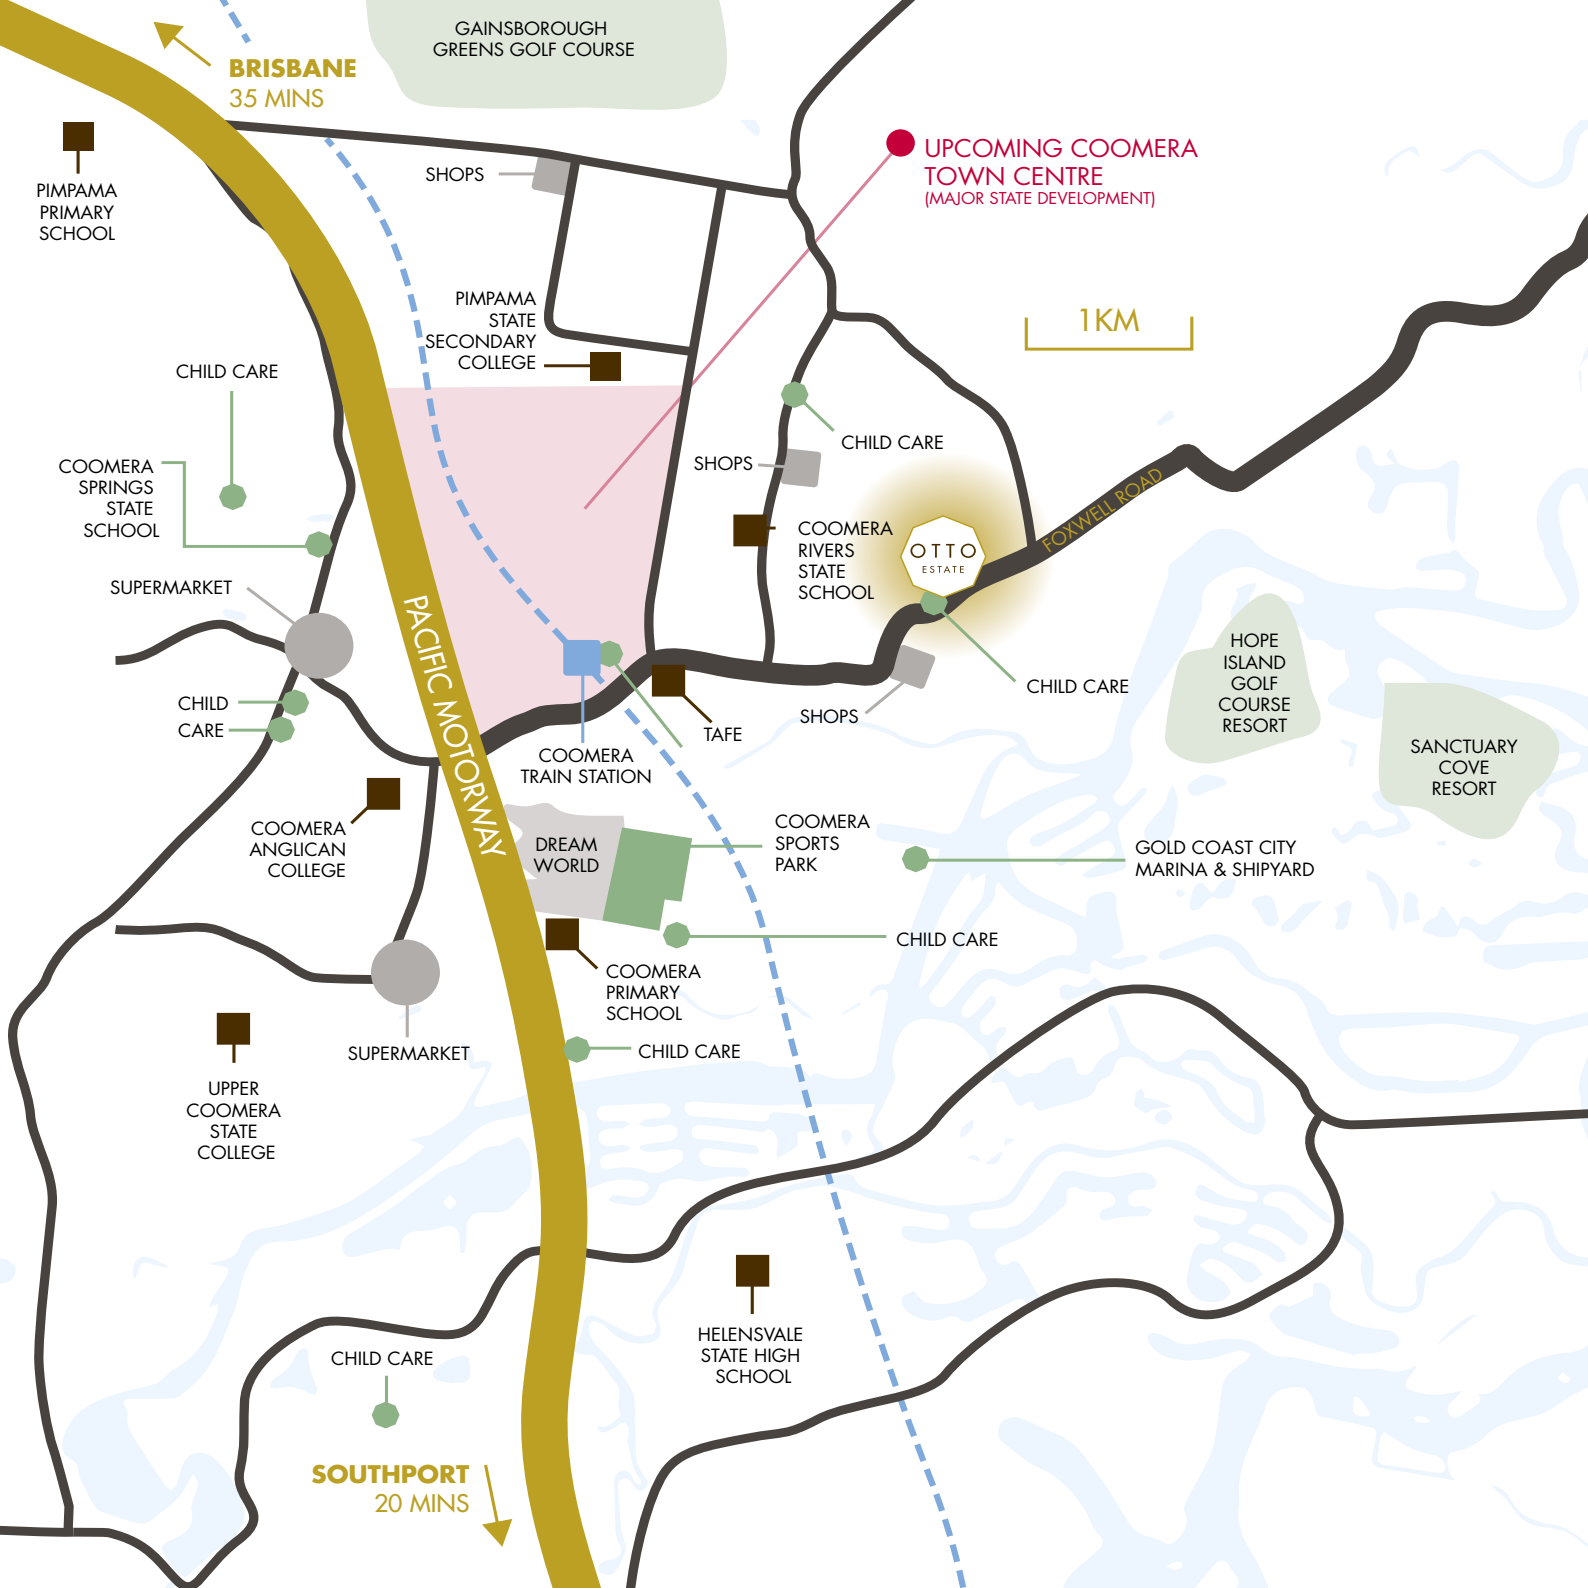 GAINSBOROUGH
GREENS GOLF COURSE
BRISBANE
35 MINS
PIMPAMA
PRIMARY
SCHOOL
SHOPS
UPCOMING COOMERA
TOWN CENTRE
(MAJOR STATE DEVELOPMENT)
PIMPAMA
STATE
SECONDARY
COLLEGE
1KM
CHILD CARE
CHILD CARE
SHOPS
COOMERA
SPRINGS
STATE
SCHOOL
FOXWELL ROAD
COOMERA
RIVERS
STATE
SCHOOL
OTTO
ESTATE
SUPERMARKET
PACIFIC MOTORWAY
HOPE
ISLAND
GOLF
COURSE
RESORT
CHILD CARE
CHILD
CARE
SHOPS
TAFE
SANCTUARY
COVE
RESORT
COOMERA
TRAIN STATION
COOMERA
ANGLICAN
COLLEGE
DREAM
WORLD
COOMERA
SPORTS
PARK
GOLD COAST CITY
MARINA & SHIPYARD
CHILD CARE
COOMERA
PRIMARY
SCHOOL
SUPERMARKET
CHILD CARE
UPPER
COOMERA
STATE
COLLEGE
HELENSVALE
STATE HIGH
SCHOOL
CHILD CARE
SOUTHPORT
20 MINS